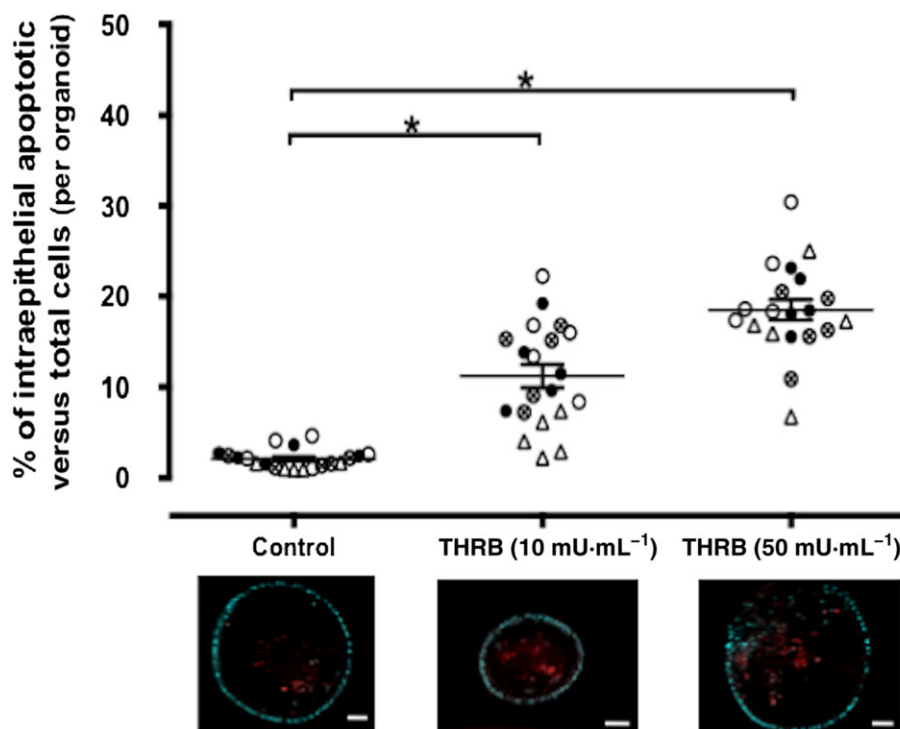 % of intraepithelial apoptotic
versus total cells (per organoid)
50
40
30
20
10
0
*
*
Control
THRB (10 mU·mL⁻¹)
THRB (50 mU·mL⁻¹)